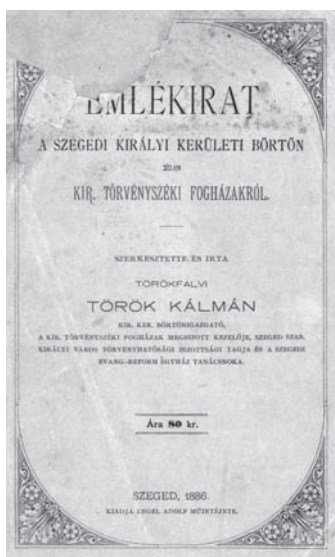 EMLÉKIRAT
A SZEGEDI KIRÁLYI KERÜLETI BÖRTÖN
ÉS
KIR. TÖRVÉNYSZÉKI FOGHÁZAKRÓL.
SZERKESZTETTE ÉS IRTA
TÖRÖKFALVI
TÖRÖK KÁLMÁN
KIR. KER. BÖRTÖNIGAZGATÓ,
A KIR. TÖRVÉNYSZÉKI FOGHÁZAK MEGBIZOTT KEZELŐJE, SZEGED SZAB.
KIRÁLYI VÁROS TÖRVÉNYHATÓSÁGI BIZOTTSÁGI TAGJA ÉS A SZEGEDI
EVANG.-REFORM EGYHÁZ TANÁCSNOKA.
Ára 80 kr.
SZEGED, 1886.
KIADJA ENGEL ADOLF MŰINTÉZETE.